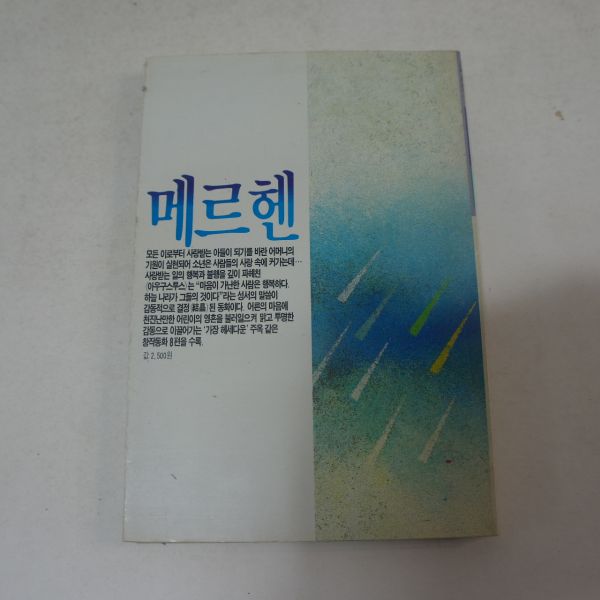 메르헨
모든 이로부터 사랑받는 아들이 되기를 바란 어머니의
기원이 실현되어 소년은 사람들의 사랑 속에 커가는데…
사랑받는 일의 행복과 불행을 깊이 파헤친
〈아우구스투스〉는 "마음이 가난한 사람은 행복하다.
하늘 나라가 그들의 것이다"라는 성서의 말씀이
감동적으로 결정(結晶)된 동화이다. 어른의 마음에
천진난만한 어린이의 영혼을 불러일으켜 맑고 투명한
감동으로 이끌어가는 '가장 헤세다운' 주옥 같은
창작동화 8편을 수록.
값 2,500원